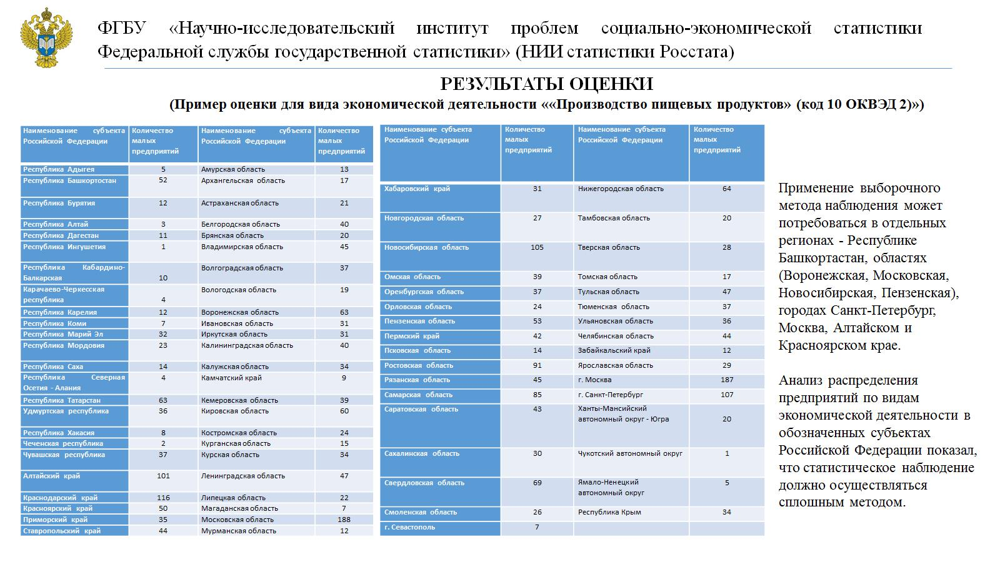 ФГБУ «Научно-исследовательский институт проблем социально-экономической статистики
Федеральной службы государственной статистики» (НИИ статистики Росстата)
РЕЗУЛЬТАТЫ ОЦЕНКИ
(Пример оценки для вида экономической деятельности ««Производство пищевых продуктов» (код 10 ОКВЭД 2)»)
Наименование субъекта Количество Наименование субъекта Количество
Российской Федерации малых Российской Федерации малых
предприятий предприятий
Республика Адыгея 5 Амурская область 13
Республика Башкортостан 52 Архангельская область 17
Республика Бурятия 12 Астраханская область 21
Республика Алтай 3 Белгородская область 40
Республика Дагестан 11 Брянская область 20
Республика Ингушетия 1 Владимирская область 45
Республика Кабардино- Волгоградская область 37
Балкарская 10
Карачаево-Черкесская Вологодская область 19
республика 4
Республика Карелия 12 Воронежская область 63
Республика Коми 7 Ивановская область 31
Республика Марий Эл 32 Иркутская область 31
Республика Мордовия 23 Калининградская область 40
Республика Саха 14 Калужская область 34
Республика Северная 4 Камчатский край 9
Осетия - Алания
Республика Татарстан 63 Кемеровская область 39
Удмуртская республика 36 Кировская область 60
Республика Хакасия 8 Костромская область 24
Чеченская республика 2 Курганская область 15
Чувашская республика 37 Курская область 34
Алтайский край 101 Ленинградская область 47
Краснодарский край 116 Липецкая область 22
Красноярский край 50 Магаданская область 7
Приморский край 35 Московская область 188
Ставропольский край 44 Мурманская область 12
Наименование субъекта Количество Наименование субъекта Количество
Российской Федерации малых Российской Федерации малых
предприятий предприятий
Хабаровский край 31 Нижегородская область 64
Новгородская область 27 Тамбовская область 20
Новосибирская область 105 Тверская область 28
Омская область 39 Томская область 17
Оренбургская область 37 Тульская область 47
Орловская область 24 Тюменская область 37
Пензенская область 53 Ульяновская область 36
Пермский край 42 Челябинская область 44
Псковская область 14 Забайкальский край 12
Ростовская область 91 Ярославская область 29
Рязанская область 45 г. Москва 187
Самарская область 85 г. Санкт-Петербург 107
Саратовская область 43 Ханты-Мансийский
автономный округ - Югра 20
Сахалинская область 30 Чукотский автономный округ 1
Свердловская область 69 Ямало-Ненецкий 5
автономный округ
Смоленская область 26 Республика Крым 34
г. Севастополь 7
Применение выборочного
метода наблюдения может
потребоваться в отдельных
регионах - Республике
Башкортастан, областях
(Воронежская, Московская,
Новосибирская, Пензенская),
городах Санкт-Петербург,
Москва, Алтайском и
Красноярском крае.
Анализ распределения
предприятий по видам
экономической деятельности в
обозначенных субъектах
Российской Федерации показал,
что статистическое наблюдение
должно осуществляться
сплошным методом.